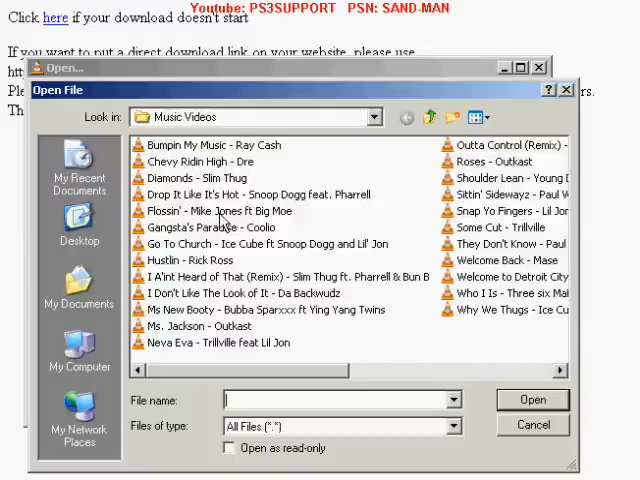 Youtube: PS3SUPPORT PSN: SAND-MAN
Click here if your download doesn't start
If you want to put a direct download link on your website, please use
Open...
Open File
Look in: Music Videos
My Recent Documents
Desktop
My Documents
My Computer
My Network Places
Bumpin My Music - Ray Cash
Chevy Ridin High - Dre
Diamonds - Slim Thug
Drop It Like It's Hot - Snoop Dogg feat. Pharrell
Flossin' - Mike Jones ft Big Moe
Gangsta's Paradise - Coolio
Go To Church - Ice Cube ft Snoop Dogg and Lil' Jon
Hustlin - Rick Ross
I A'int Heard of That (Remix) - Slim Thug ft. Pharrell & Bun B
I Don't Like The Look of It - Da Backwudz
Ms New Booty - Bubba Sparxxx ft Ying Yang Twins
Ms. Jackson - Outkast
Neva Eva - Trillville feat Lil Jon
Outta Control (Remix) -
Roses - Outkast
Shoulder Lean - Young
Sittin' Sidewayz - Paul
Snap Yo Fingers - Lil Jon
Some Cut - Trillville
They Don't Know - Paul
Welcome Back - Mase
Welcome to Detroit City
Who I Is - Three six
Why We Thugs - Ice
File name:
Open
Files of type: All Files (*.*)
Cancel
Open as read-only